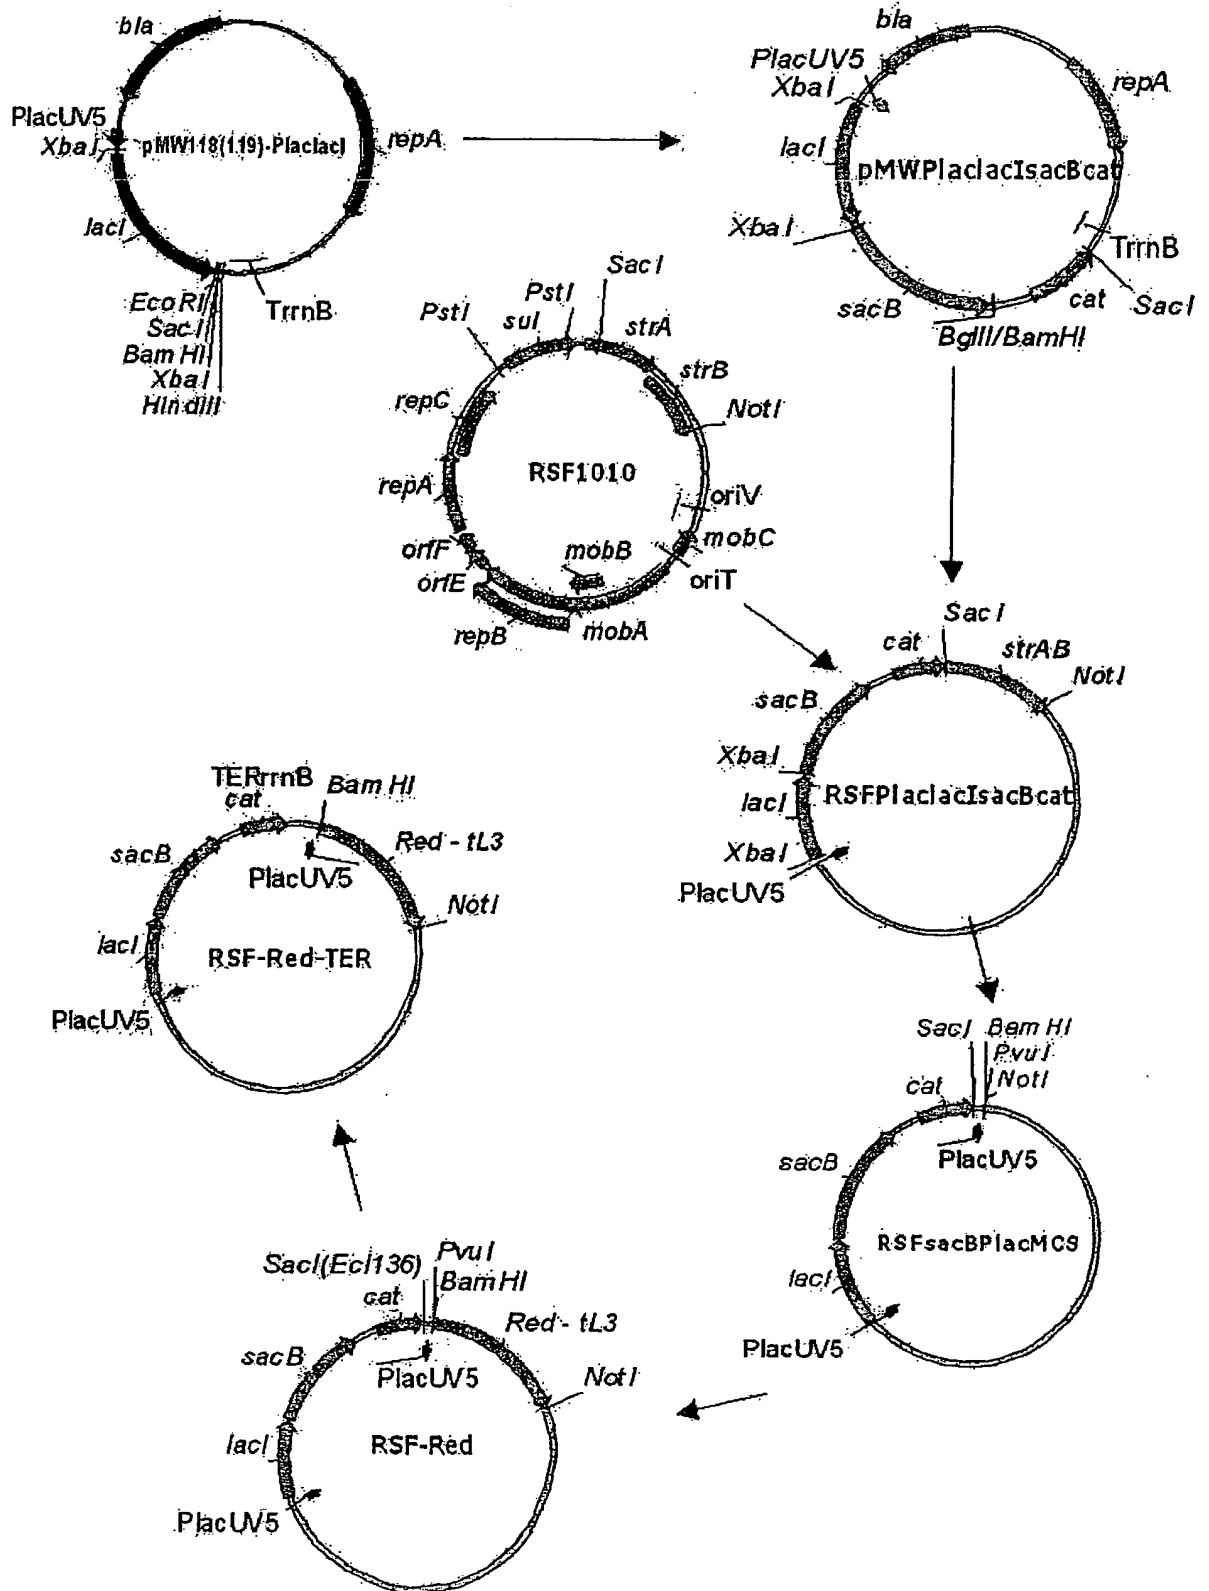 bla
PlacUV5
XbaI
pMW118(119)-PlaclacI
repA
lacI
EcoRI
SacI
BamHI
XbaI
HindIII
TrrnB
bla
PlacUV5
XbaI
repA
lacI
pMWPlaclacIsacBcat
XbaI
TrrnB
sacB
cat
SacI
BglII/BamHI
SacI
PstI
PstI
sul
strA
strB
repC
NotI
RSF1010
repA
oriV
orfF
mobB
mobC
orfE
oriT
repB
mobA
SacI
cat
strAB
NotI
sacB
XbaI
lacI
RSFPlaclacIsacBcat
XbaI
PlacUV5
TERrrnB
cat
BamHI
sacB
Red-tL3
PlacUV5
NotI
lacI
RSF-Red-TER
PlacUV5
SacI
BamHI
PvuI
NotI
cat
sacB
PlacUV5
RSFsacBPlacMCS
lacI
PlacUV5
SacI(Ecl136)
PvuI
BamHI
cat
Red-tL3
sacB
PlacUV5
NotI
lacI
RSF-Red
PlacUV5